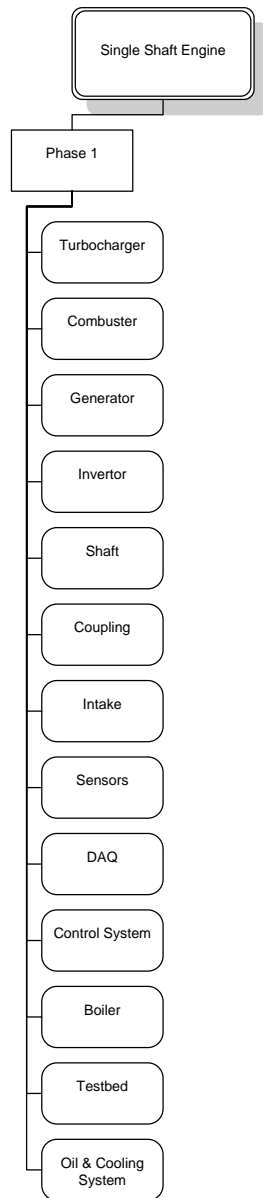 Single Shaft Engine
Phase 1
Turbocharger
Combuster
Generator
Invertor
Shaft
Coupling
Intake
Sensors
DAQ
Control System
Boiler
Testbed
Oil & Cooling
System